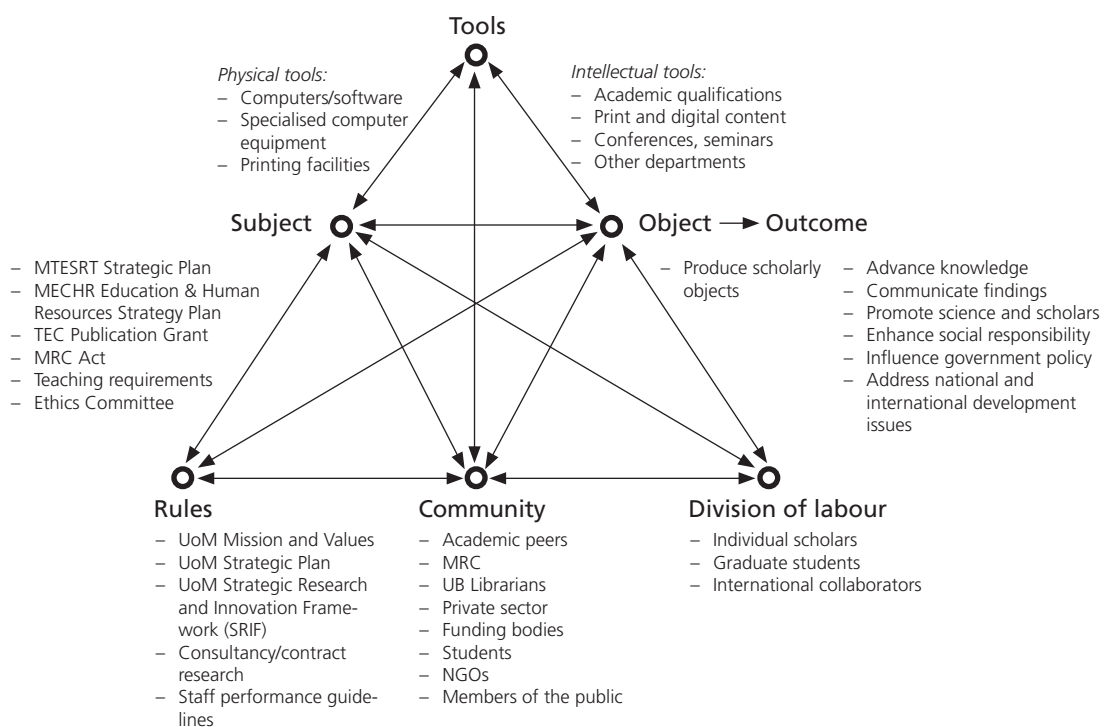 Tools
Physical tools:
– Computers/software
– Specialised computer
equipment
– Printing facilities
Intellectual tools:
– Academic qualifications
– Print and digital content
– Conferences, seminars
– Other departments
Subject
Object
Outcome
– MTESRT Strategic Plan
– MECHR Education & Human
Resources Strategy Plan
– TEC Publication Grant
– MRC Act
– Teaching requirements
– Ethics Committee
– Produce scholarly
objects
– Advance knowledge
– Communicate findings
– Promote science and scholars
– Enhance social responsibility
– Influence government policy
– Address national and
international development
issues
Rules
– UoM Mission and Values
– UoM Strategic Plan
– UoM Strategic Research
and Innovation Frame-
work (SRIF)
– Consultancy/contract
research
– Staff performance guide-
lines
Community
– Academic peers
– MRC
– UB Librarians
– Private sector
– Funding bodies
– Students
– NGOs
– Members of the public
Division of labour
– Individual scholars
– Graduate students
– International collaborators